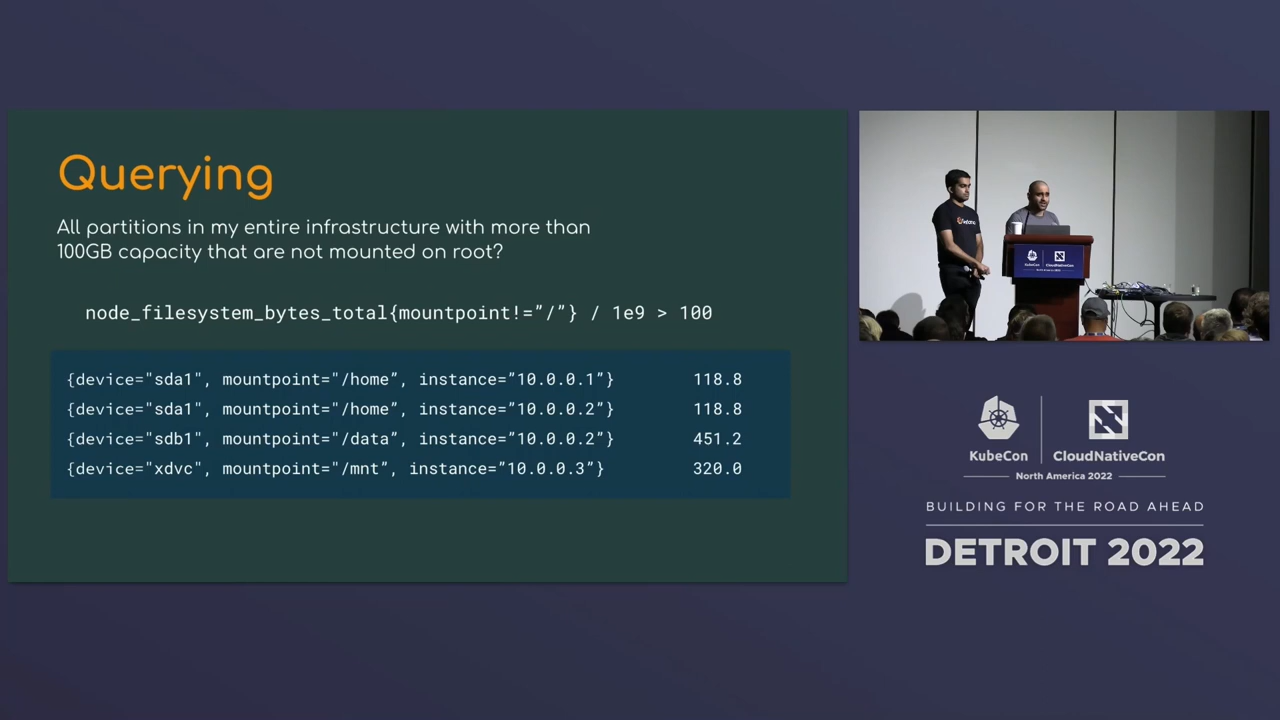 Querying
All partitions in my entire infrastructure with more than
100GB capacity that are not mounted on root?
node_filesystem_bytes_total{mountpoint!=”/”} / 1e9 > 100
{device="sda1", mountpoint="/home”, instance=”10.0.0.1”} 118.8
{device="sda1", mountpoint="/home”, instance=”10.0.0.2”} 118.8
{device="sdb1", mountpoint="/data”, instance=”10.0.0.2”} 451.2
{device="xdvc", mountpoint="/mnt”, instance=”10.0.0.3”} 320.0
KubeCon CloudNativeCon
KubeCon CloudNativeCon
North America 2022
BUILDING FOR THE ROAD AHEAD
DETROIT 2022